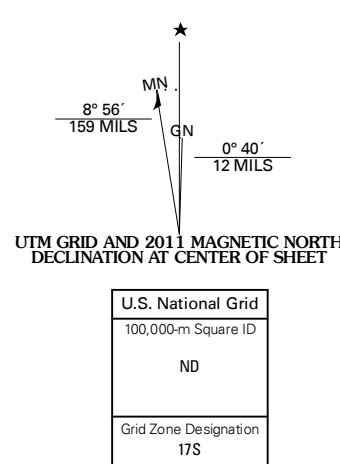 ★
MN
8° 56´
159 MILS
GN
0° 40´
12 MILS
UTM GRID AND 2011 MAGNETIC NORTH
DECLINATION AT CENTER OF SHEET
U.S. National Grid
100,000-m Square ID
ND
Grid Zone Designation
17S